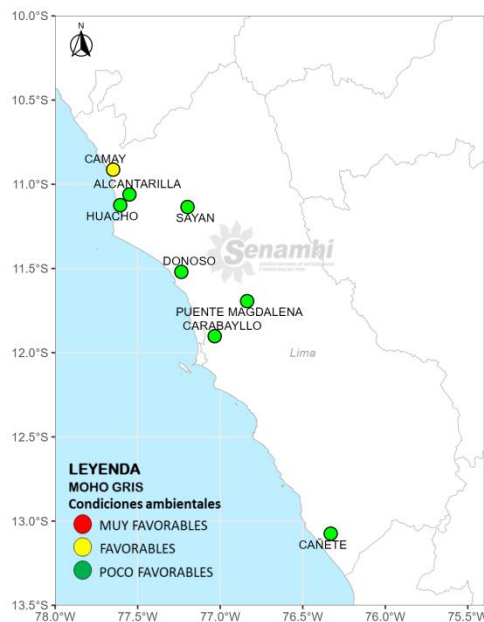 10.0°S
N
10.5°S
CAMAY
11.0°S
ALCANTARILLA
HUACHO
SAYAN
Senamhi
11.5°S
DONOSO
PUENTE MAGDALENA
CARABAYLLO
12.0°S
Lima
12.5°S
LEYENDA
MOHO GRIS
Condiciones ambientales
MUY FAVORABLES
13.0°S
FAVORABLES
CAÑETE
POCO FAVORABLES
13.5°S
78.0°W 77.5°W 77.0°W 76.5°W 76.0°W 75.5°W